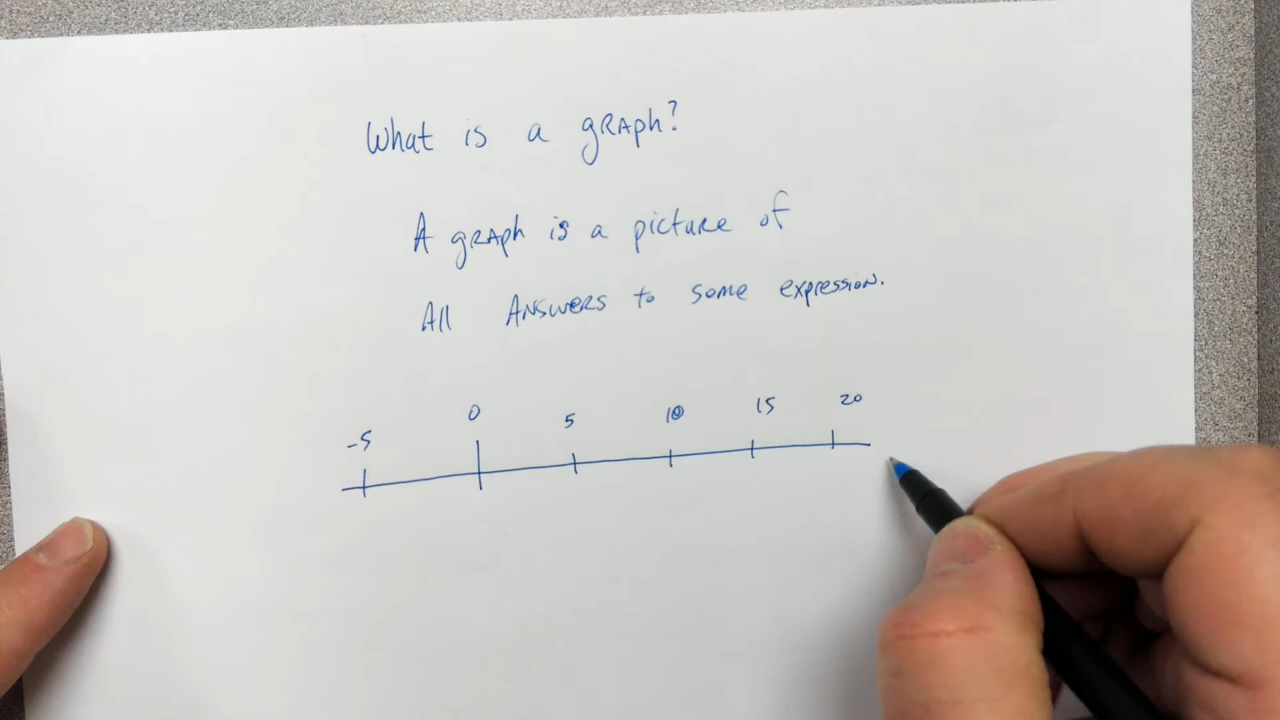 What is a graph?
A graph is a picture of
All Answers to some expression.
-5 0 5 10 15 20